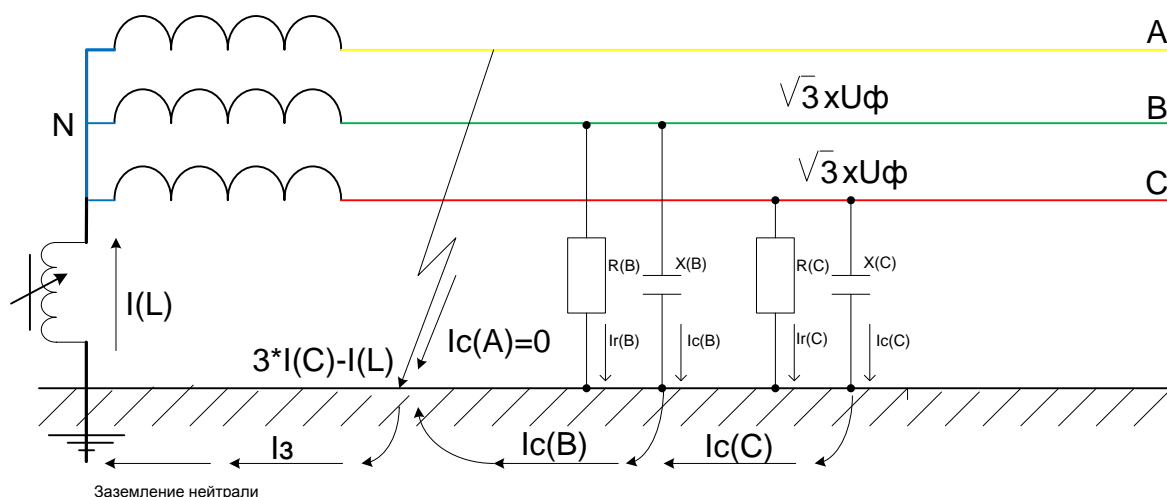 A
√3 xUф
B
N
√3 xUф
C
R(B)
X(B)
R(C)
X(C)
I(L)
Ir(B)
Ic(B)
Ir(C)
Ic(C)
Ic(A)=0
3*I(C)-I(L)
Iз
Ic(B)
Ic(C)
Заземление нейтрали